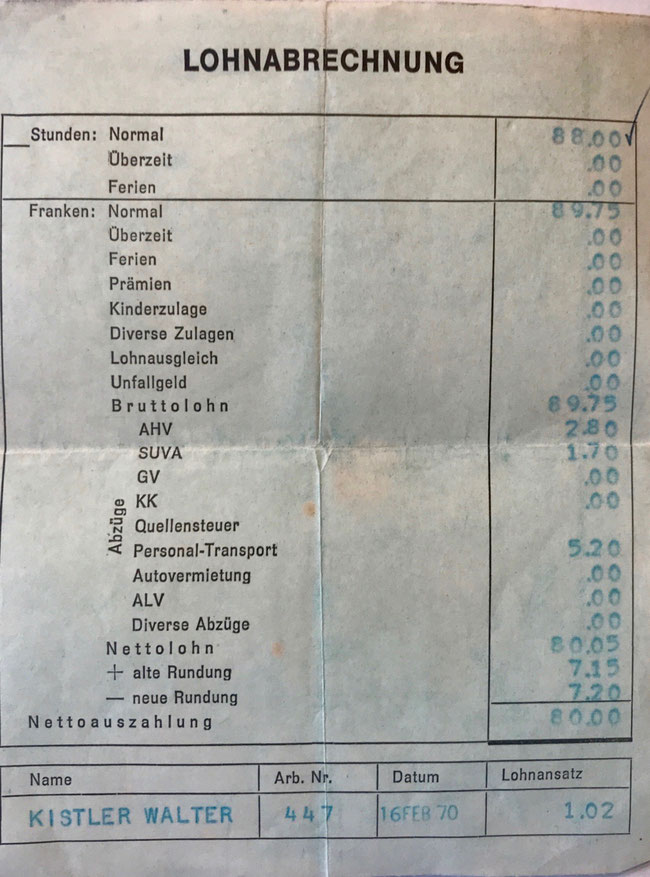 LOHNABRECHNUNG
Stunden: Normal 88.00
Überzeit .00
Ferien .00
Franken: Normal 89.75
Überzeit .00
Ferien .00
Prämien .00
Kinderzulage .00
Diverse Zulagen .00
Lohnausgleich .00
Unfallgeld .00
Bruttolohn 89.75
AHV 2.80
SUVA 1.70
GV .00
KK .00
Abzüge
Quellensteuer
Personal-Transport 5.20
Autovermietung .00
ALV .00
Diverse Abzüge .00
Nettolohn 80.05
+ alte Rundung 7.15
— neue Rundung 7.20
Nettoauszahlung 80.00
Name Arb. Nr. Datum Lohnansatz
KISTLER WALTER 447 16FEB 70 1.02